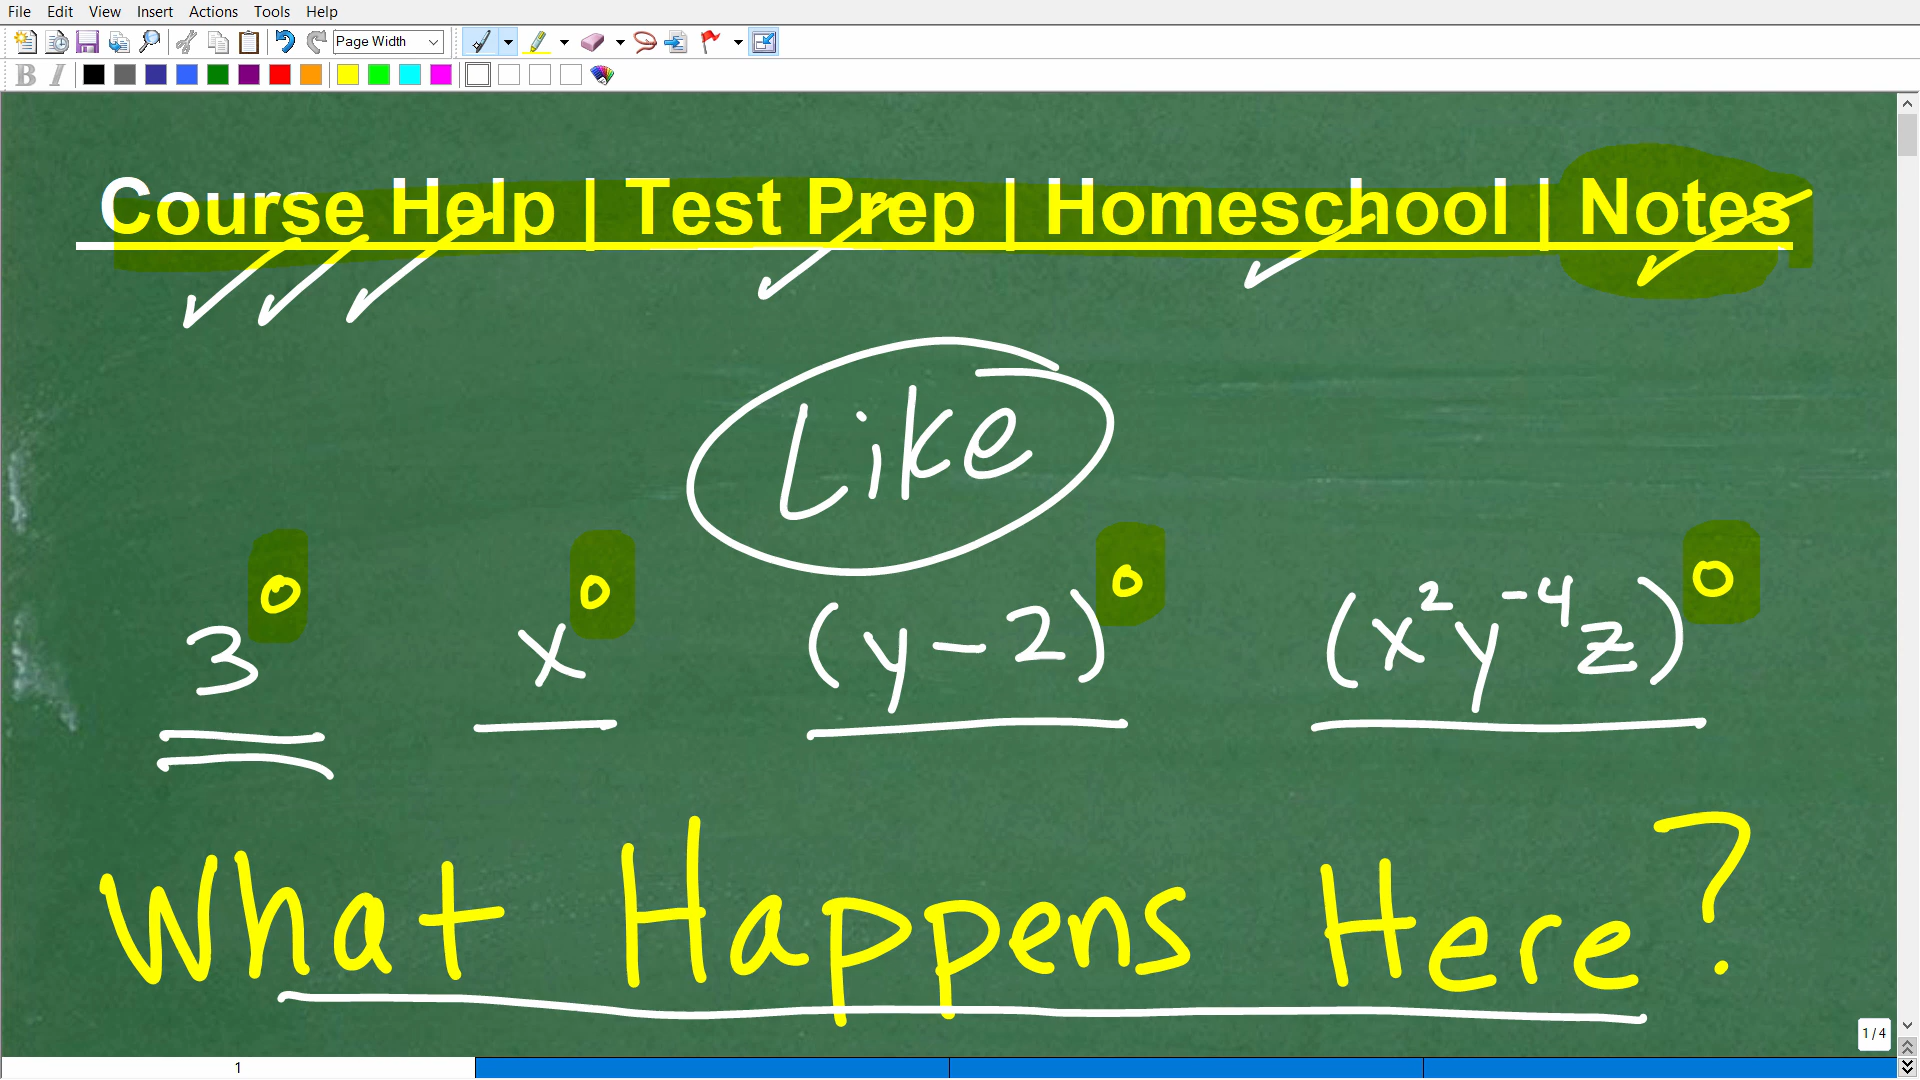 File Edit View Insert Actions Tools Help
Page Width
B I
Course Help | Test Prep | Homeschool | Notes
Like
3⁰ x⁰ (y-2)⁰ (x²y⁻⁴z)⁰
What Happens Here?
1 / 4
1